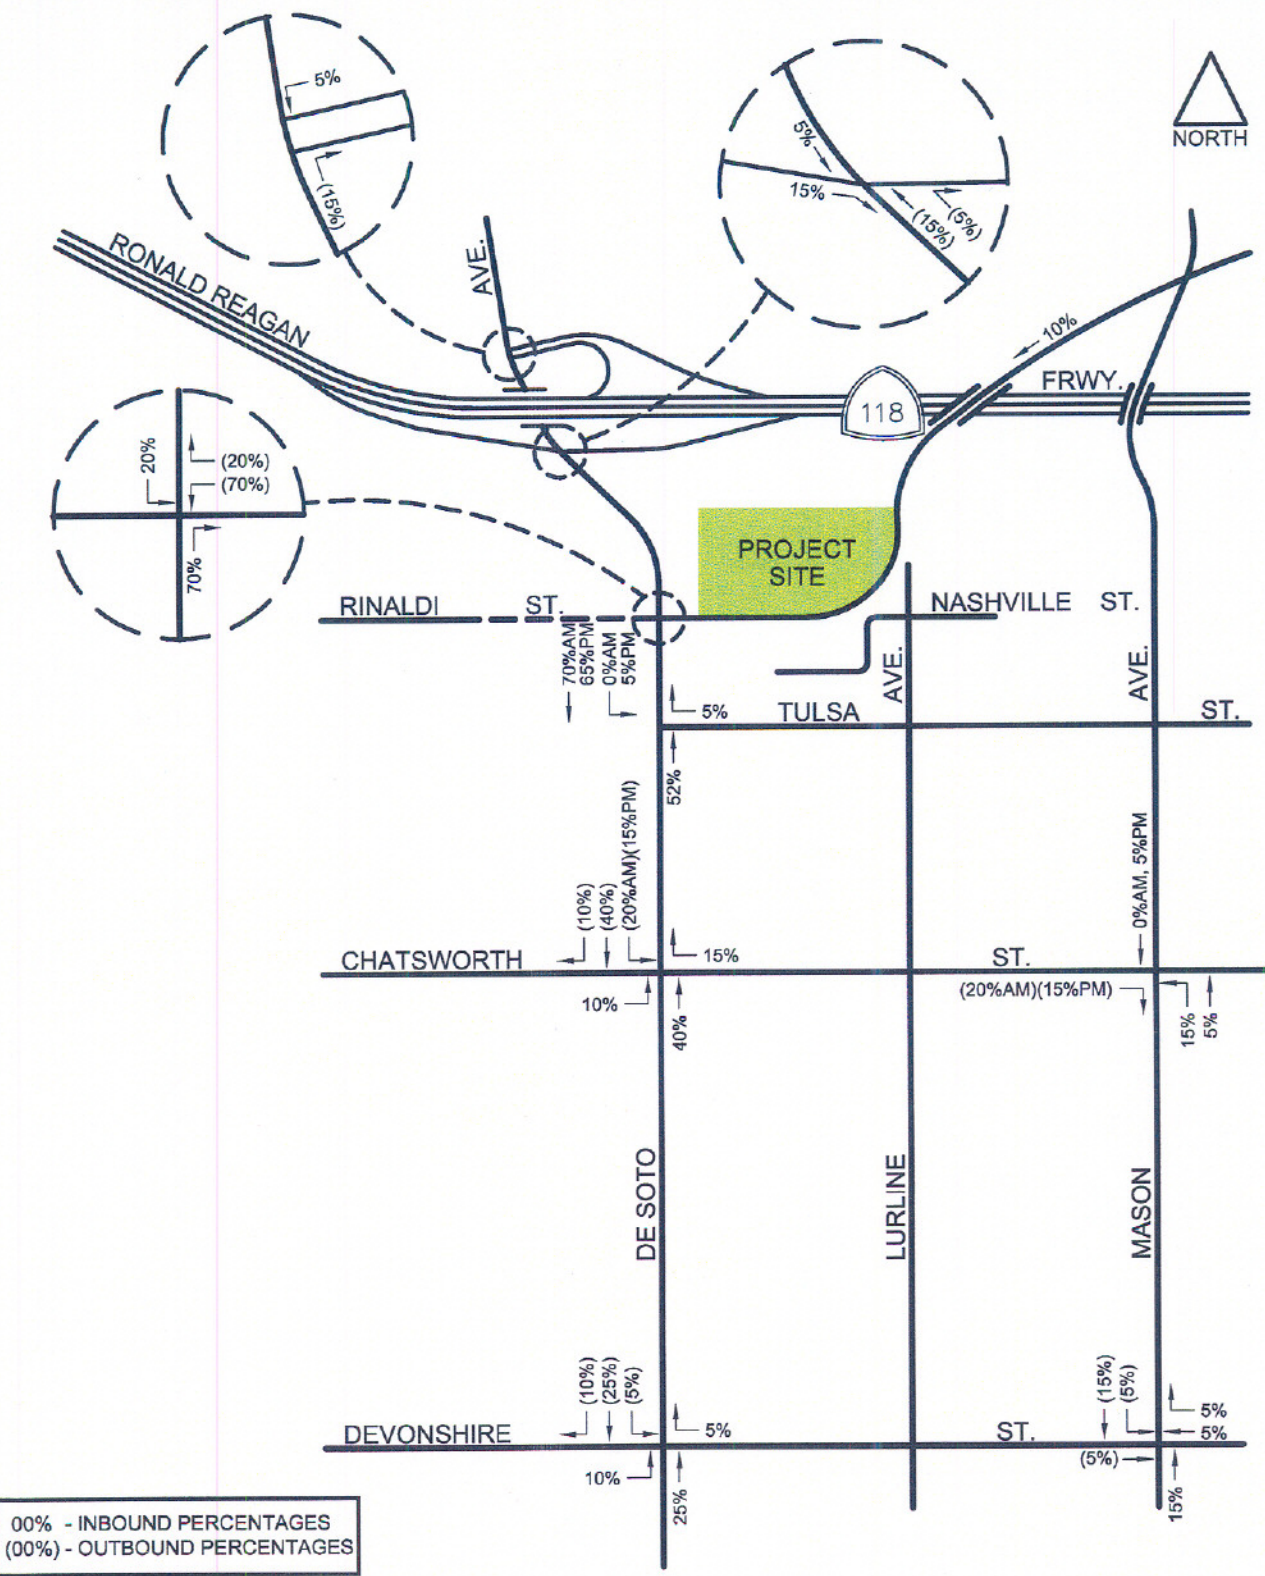 5%
(15%)
5%
15%
(15%)
(5%)
NORTH
AVE.
RONALD REAGAN
10%
FRWY.
118
20%
(20%)
(70%)
70%
PROJECT
SITE
RINALDI ST.
NASHVILLE ST.
70%AM
65%PM
0%AM
5%PM
AVE.
AVE.
5%
TULSA ST.
52%
(10%)
(40%)
(20%AM)(15%PM)
0%AM, 5%PM
15%
CHATSWORTH ST.
10%
40%
(20%AM)(15%PM)
15%
5%
DE SOTO
LURLINE
MASON
(10%)
(25%)
(5%)
5%
(15%)
(5%)
5%
5%
DEVONSHIRE ST.
10%
25%
(5%)
15%
00% - INBOUND PERCENTAGES
(00%) - OUTBOUND PERCENTAGES